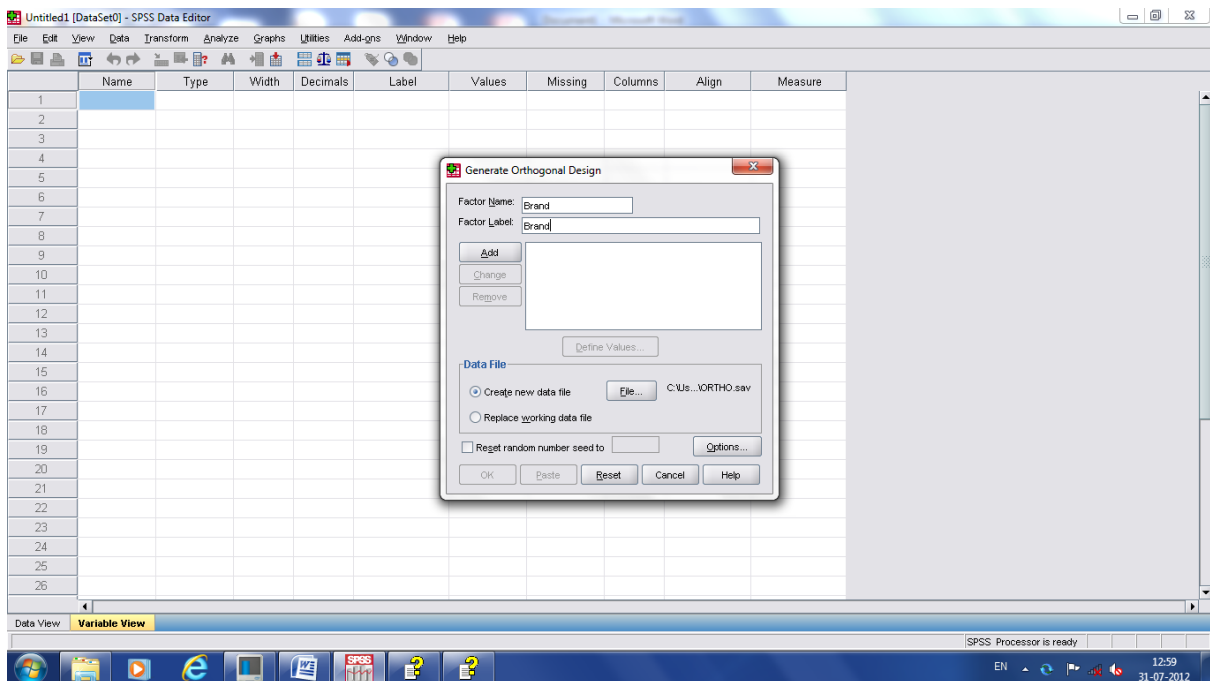 Untitled1 [DataSet0] - SPSS Data Editor
File Edit View Data Transform Analyze Graphs Utilities Add-ons Window Help
Name Type Width Decimals Label Values Missing Columns Align Measure
1
2
3
4
5
6
7
8
9
10
11
12
13
14
15
16
17
18
19
20
21
22
23
24
25
26
Generate Orthogonal Design
Factor Name: Brand
Factor Label: Brand
Add
Change
Remove
Define Values...
Data File
Create new data file File... C:\Us...\ORTHO.sav
Replace working data file
Reset random number seed to Options...
OK Paste Reset Cancel Help
Data View Variable View
SPSS Processor is ready
SPSS
EN 12:59
31-07-2012